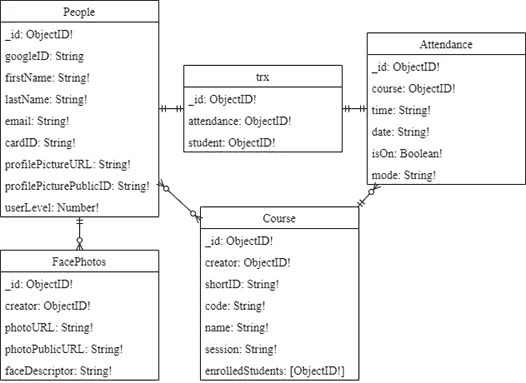 People
_id: ObjectID!
googleID: String
firstName: String!
lastName: String!
email: String!
cardID: String!
profilePictureURL: String!
profilePicturePublicID: String!
userLevel: Number!
trx
_id: ObjectID!
attendance: ObjectID!
student: ObjectID!
Attendance
_id: ObjectID!
course: ObjectID!
time: String!
date: String!
isOn: Boolean!
mode: String!
FacePhotos
_id: ObjectID!
creator: ObjectID!
photoURL: String!
photoPublicURL: String!
faceDescriptor: String!
Course
_id: ObjectID!
creator: ObjectID!
shortID: String!
code: String!
name: String!
session: String!
enrolledStudents: [ObjectID!]